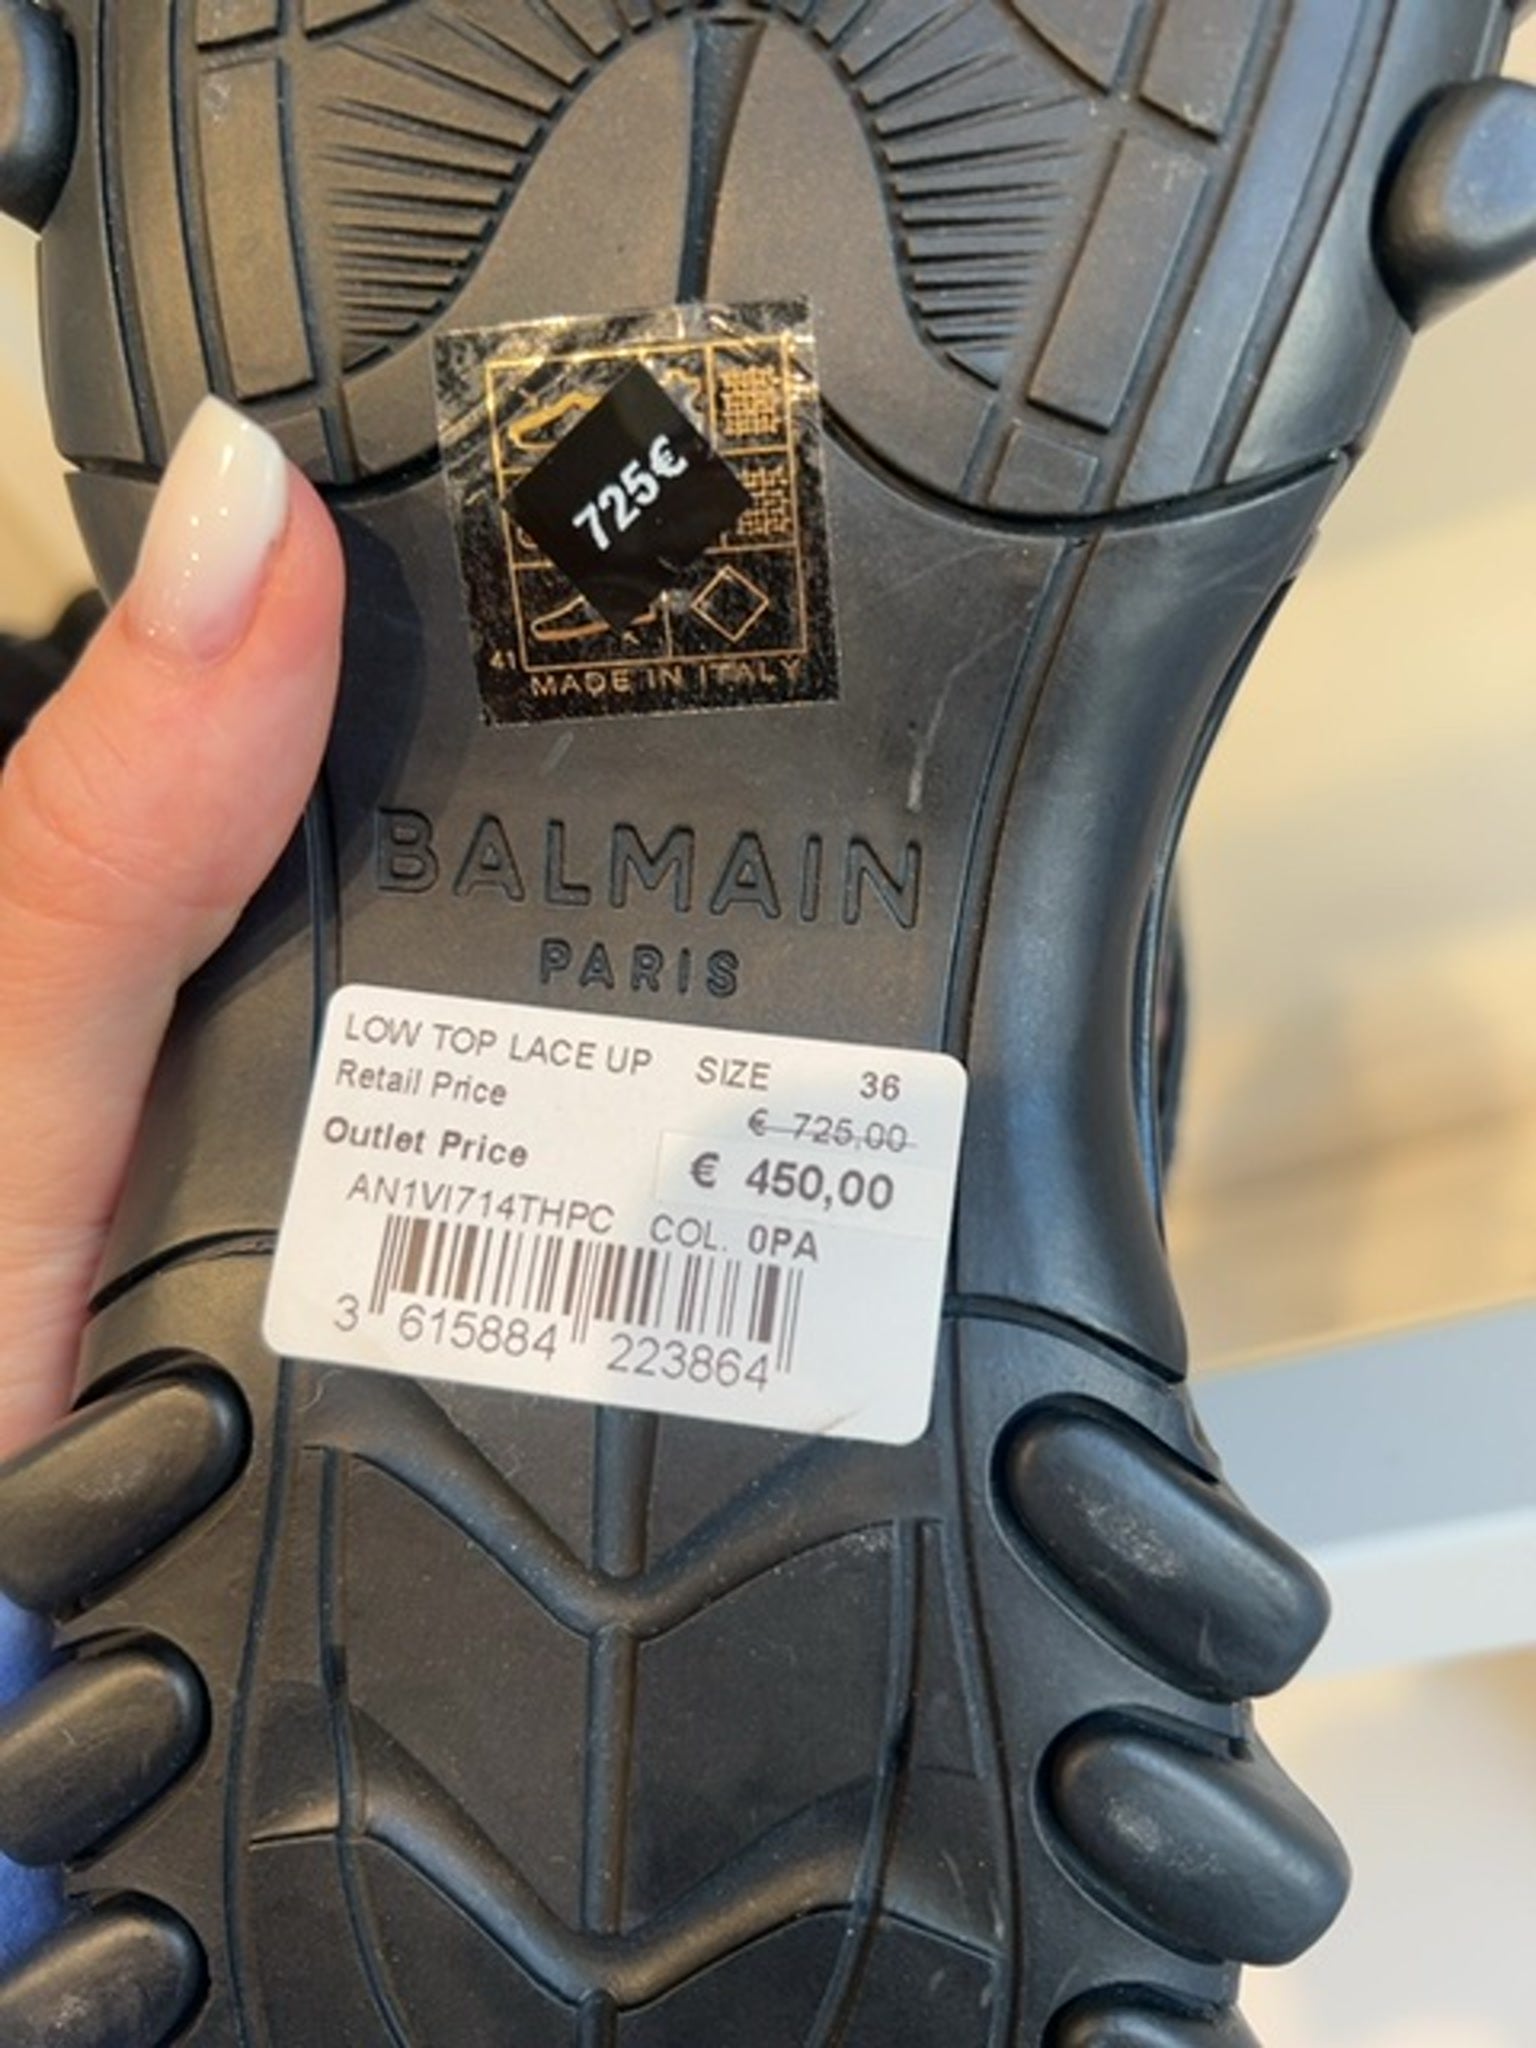 725€
41
MADE IN ITALY
BALMAIN
PARIS
LOW TOP LACE UP SIZE 36
Retail Price € 725,00
Outlet Price € 450,00
AN1VI714THPC COL. 0PA
3 615884 223864